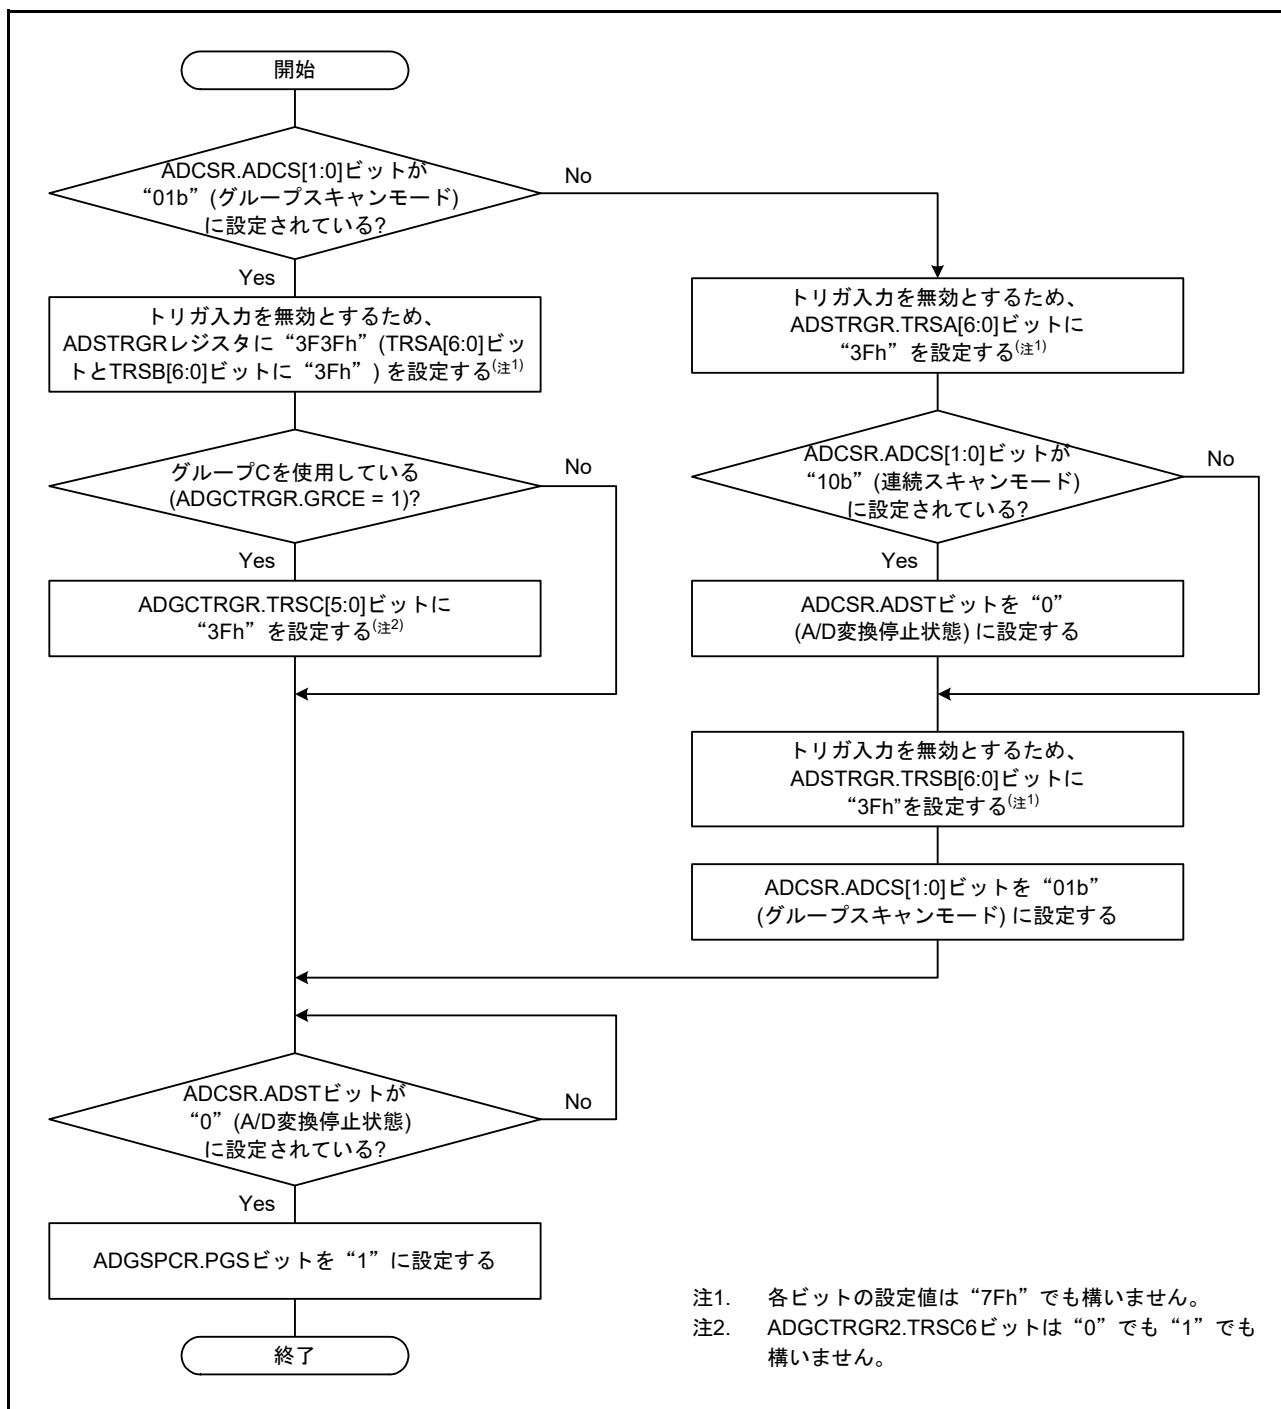 開始
ADCSR.ADCS[1:0]ビットが
“01b” (グループスキャンモード)
に設定されている?
No
Yes
トリガ入力を無効とするため、
ADSTRGRレジスタに“3F3Fh” (TRSA[6:0]ビッ
トとTRSB[6:0]ビットに“3Fh” ) を設定する(注1)
グループCを使用している
(ADGCTRGR.GRCE = 1)?
No
Yes
ADGCTRGR.TRSC[5:0]ビットに
“3Fh” を設定する(注2)
トリガ入力を無効とするため、
ADSTRGR.TRSA[6:0]ビットに
“3Fh” を設定する(注1)
ADCSR.ADCS[1:0]ビットが
“10b” (連続スキャンモード)
に設定されている?
No
Yes
ADCSR.ADSTビットを“0”
(A/D変換停止状態) に設定する
トリガ入力を無効とするため、
ADSTRGR.TRSB[6:0]ビットに
“3Fh”を設定する(注1)
ADCSR.ADCS[1:0]ビットを“01b”
(グループスキャンモード) に設定する
ADCSR.ADSTビットが
“0” (A/D変換停止状態)
に設定されている?
No
Yes
ADGSPCR.PGSビットを“1” に設定する
終了
注1. 各ビットの設定値は“7Fh”でも構いません。
注2. ADGCTRGR2.TRSC6ビットは“0”でも“1”でも
構いません。